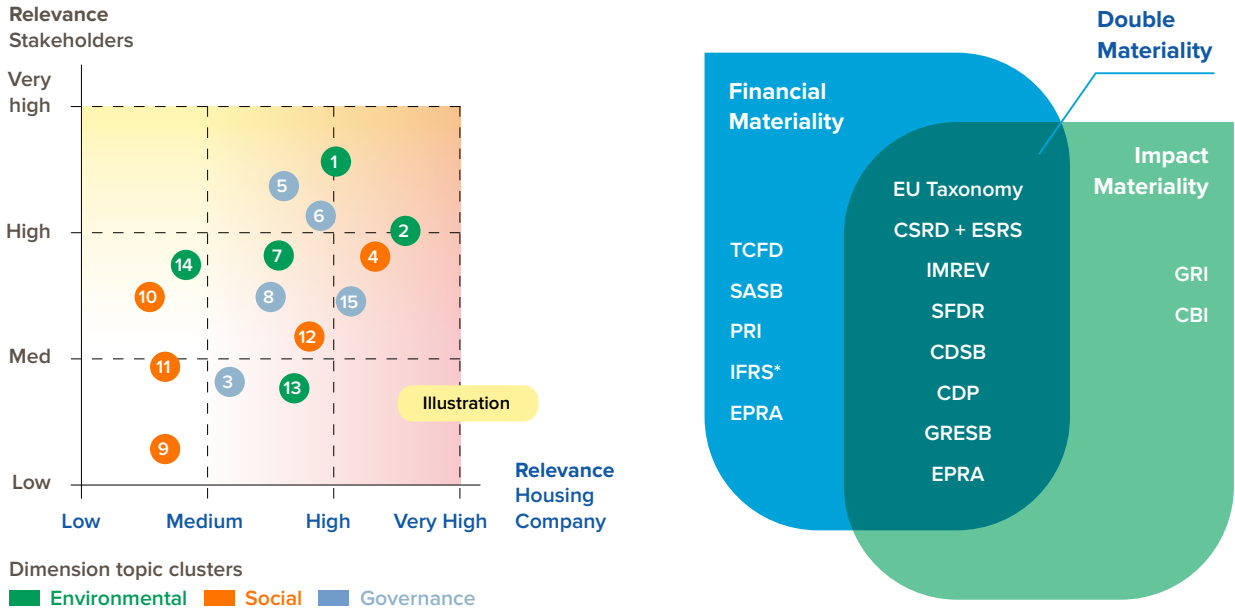 Relevance
Stakeholders
Very
high
High
Med
Low
1
5
6
2
7
4
14
10
8
15
12
11
3
13
9
Illustration
Low
Medium
High
Very High
Relevance
Housing
Company
Dimension topic clusters
Environmental
Social
Governance
Double
Materiality
Financial
Materiality
TCFD
SASB
PRI
IFRS*
EPRA
EU Taxonomy
CSRD + ESRS
IMREV
SFDR
CDSB
CDP
GRESB
EPRA
Impact
Materiality
GRI
CBI